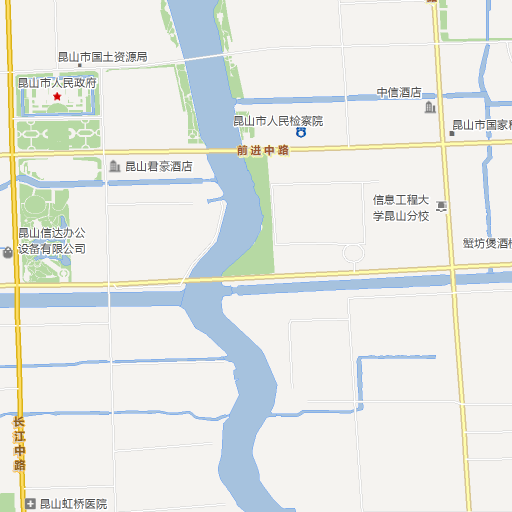 昆山市国土资源局
昆山市人民政府
中信酒店
昆山市人民检察院
昆山市国家税
前进中路
昆山君豪酒店
信息工程大
学昆山分校
昆山信达办公
设备有限公司
蟹坊煲酒楼
长江中路
昆山虹桥医院